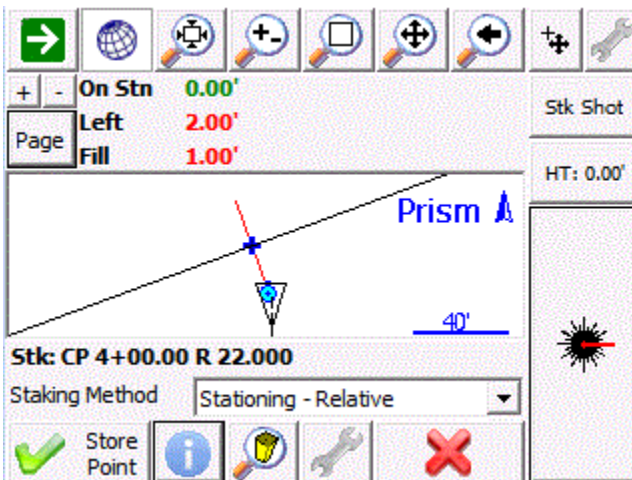 + - On Stn 0.00'
Stk Shot
Page Left 2.00'
Fill 1.00'
HT: 0.00'
Prism
40'
Stk: CP 4+00.00 R 22.000
Staking Method Stationing - Relative
Store
Point